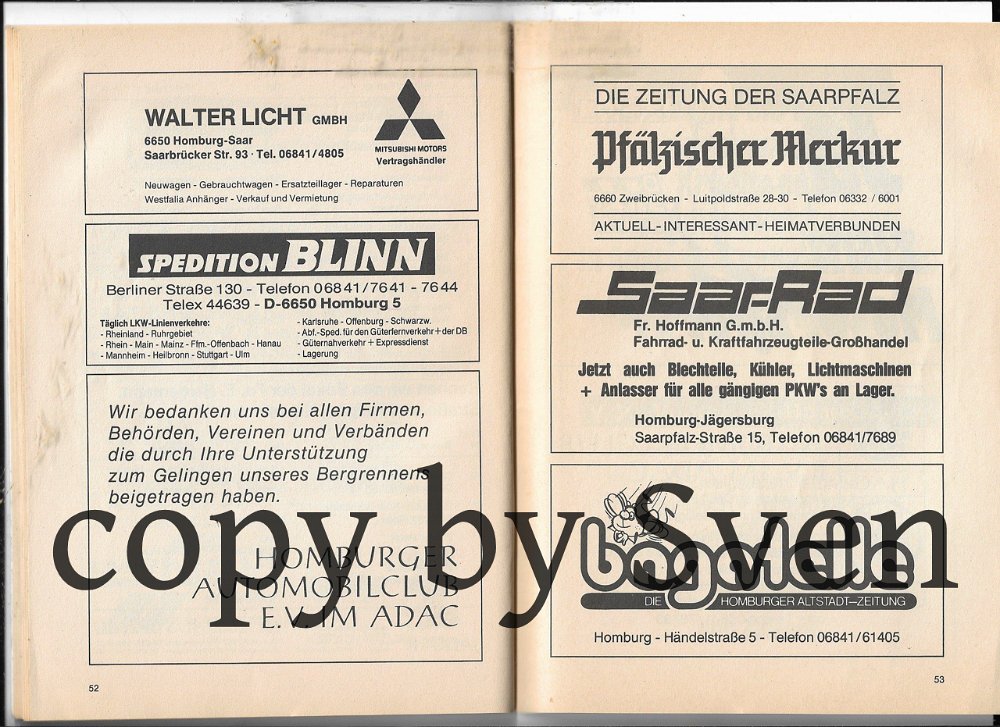 WALTER LICHT GMBH
6650 Homburg-Saar
Saarbrücker Str. 93 · Tel. 06841/4805
MITSUBISHI MOTORS
Vertragshändler
Neuwagen - Gebrauchtwagen - Ersatzteillager - Reparaturen
Westfalia Anhänger - Verkauf und Vermietung
SPEDITION BLINN
Berliner Straße 130 - Telefon 06841/7641 - 7644
Telex 44639 - D-6650 Homburg 5
Täglich LKW-Linienverkehre:
- Rheinland - Ruhrgebiet
- Rhein - Main - Mainz - Ffm.-Offenbach - Hanau
- Mannheim - Heilbronn - Stuttgart - Ulm
- Karlsruhe - Offenburg - Schwarzw.
- Abf.-Sped. für den Güterfernverkehr + der DB
- Güternahverkehr + Expressdienst
- Lagerung
Wir bedanken uns bei allen Firmen,
Behörden, Vereinen und Verbänden
die durch Ihre Unterstützung
zum Gelingen unseres Bergrennens
beigetragen haben.
HOMBURGER
AUTOMOBILCLUB
E.V. IM ADAC
52
DIE ZEITUNG DER SAARPFALZ
Pfälzischer Merkur
6660 Zweibrücken - Luitpoldstraße 28-30 - Telefon 06332 / 6001
AKTUELL-INTERESSANT-HEIMATVERBUNDEN
Saar-Rad
Fr. Hoffmann G.m.b.H.
Fahrrad- u. Kraftfahrzeugteile-Großhandel
Jetzt auch Blechteile, Kühler, Lichtmaschinen
+ Anlasser für alle gängigen PKW's an Lager.
Homburg-Jägersburg
Saarpfalz-Straße 15, Telefon 06841/7689
bagatelle
DIE HOMBURGER ALTSTADT-ZEITUNG
Homburg - Händelstraße 5 - Telefon 06841/61405
53
copy by Sven